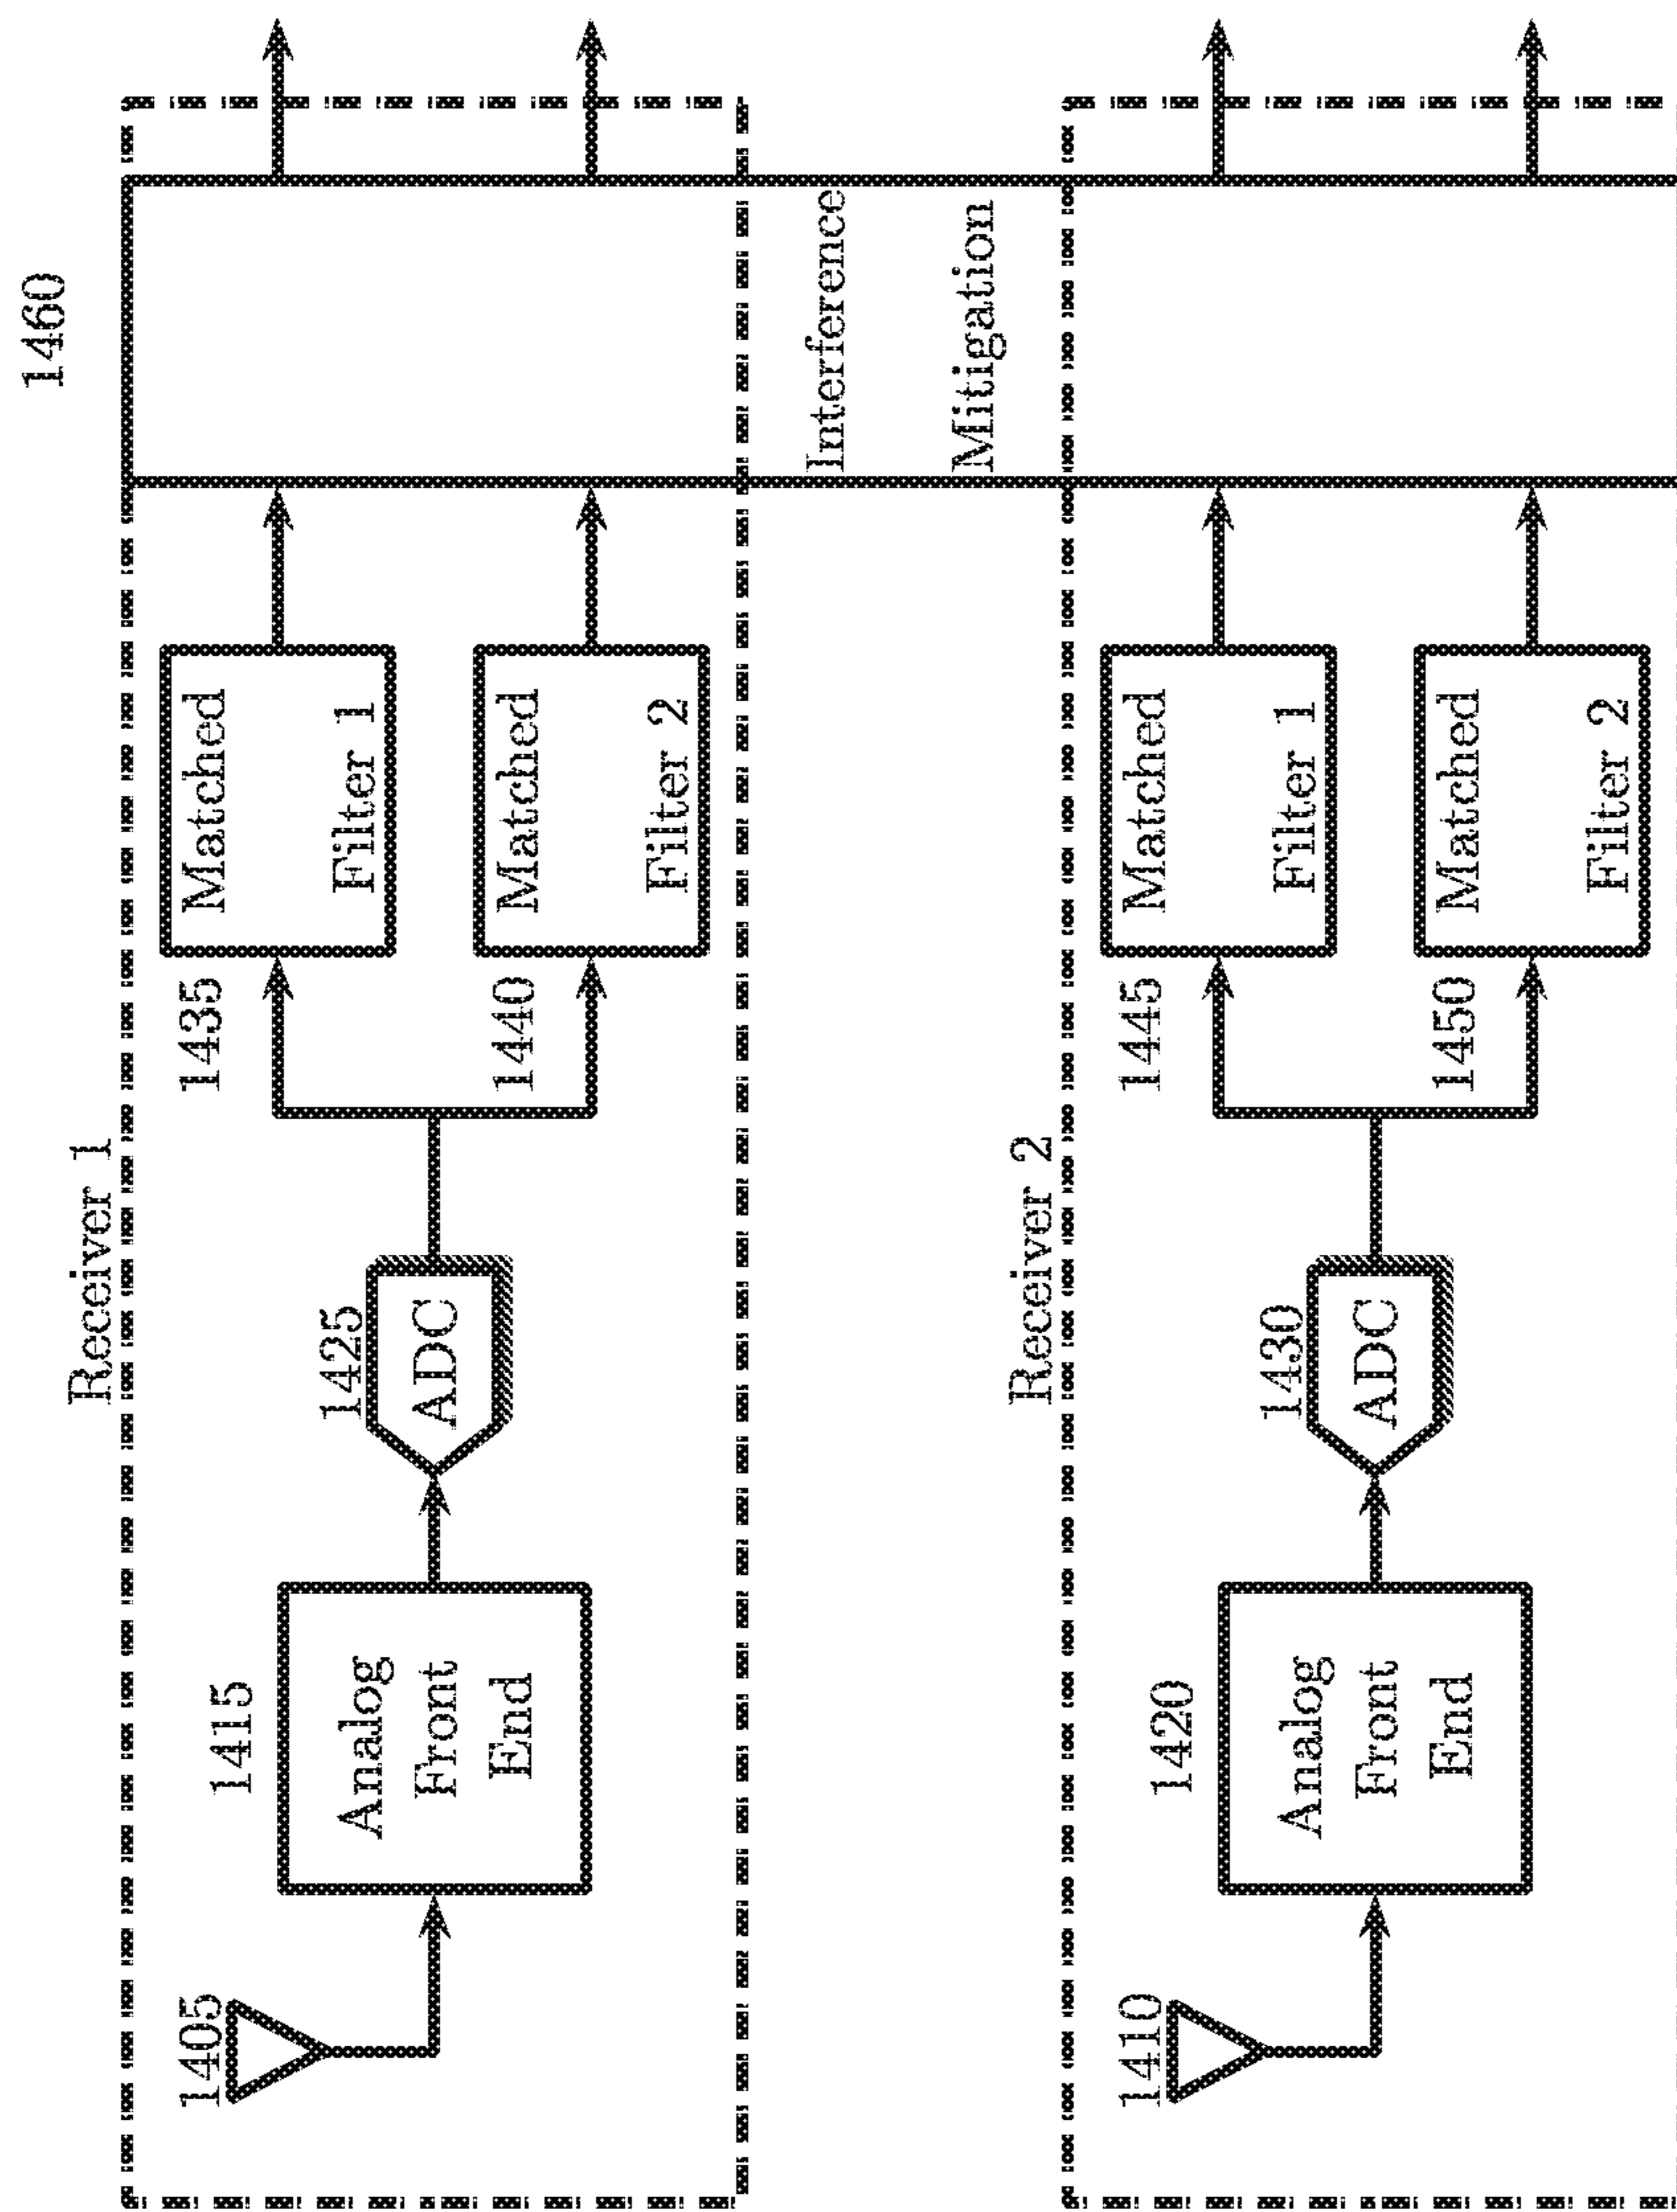 1460
Receiver 1
1405
1415
Analog
Front
End
1425
ADC
1435
Matched
Filter 1
1440
Matched
Filter 2
Interference
Mitigation
Receiver 2
1410
1420
Analog
Front
End
1430
ADC
1445
Matched
Filter 1
1450
Matched
Filter 2